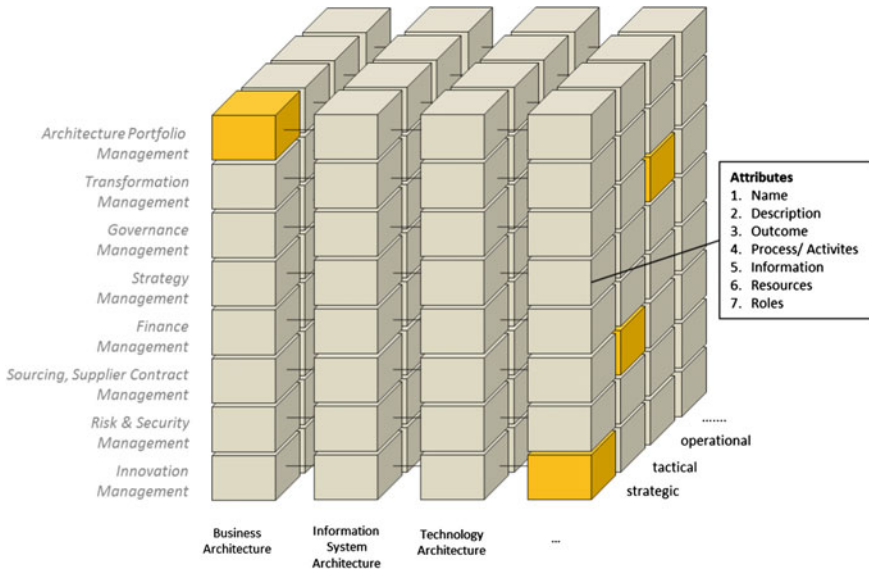 Architecture Portfolio
Management
Transformation
Management
Governance
Management
Strategy
Management
Finance
Management
Sourcing, Supplier Contract
Management
Risk & Security
Management
Innovation
Management
Attributes
1. Name
2. Description
3. Outcome
4. Process/ Activites
5. Information
6. Resources
7. Roles
.......
operational
tactical
strategic
Business
Architecture
Information
System
Architecture
Technology
Architecture
...